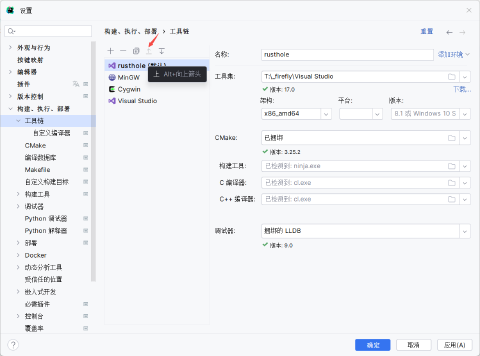 设置
外观与行为
按键映射
编辑器
插件
版本控制
构建、执行、部署
工具链
自定义编译器
CMake
编译数据库
Makefile
自定义构建目标
构建工具
调试器
Python 调试器
Python 解释器
部署
Docker
动态分析工具
受信任的位置
嵌入式开发
必需插件
控制台
覆盖率
构建、执行、部署 › 工具链
重置
rusthole (默认)
MinGW
Cygwin
Visual Studio
上 Alt+向上箭头
名称: rusthole 添加环境
工具集: T:\_firefly\Visual Studio
版本: 17.0 下载...
架构: 平台: 版本:
x86_amd64 8.1 或 Windows 10 S
CMake: 已捆绑
版本: 3.25.2
构建工具: 已检测到: ninja.exe
C 编译器: 已检测到: cl.exe
C++ 编译器: 已检测到: cl.exe
调试器: 捆绑的 LLDB
版本: 9.0
? 确定 取消 应用(A)